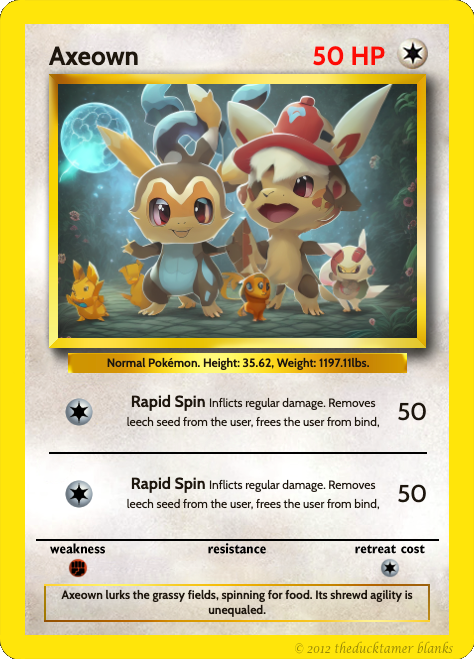 Axeown 50 HP
Normal Pokémon. Height: 35.62, Weight: 1197.11lbs.
Rapid Spin Inflicts regular damage. Removes
leech seed from the user, frees the user from bind,
50
Rapid Spin Inflicts regular damage. Removes
leech seed from the user, frees the user from bind,
50
weakness resistance retreat cost
Axeown lurks the grassy fields, spinning for food. Its shrewd agility is
unequaled.
© 2012 theducktamer blanks